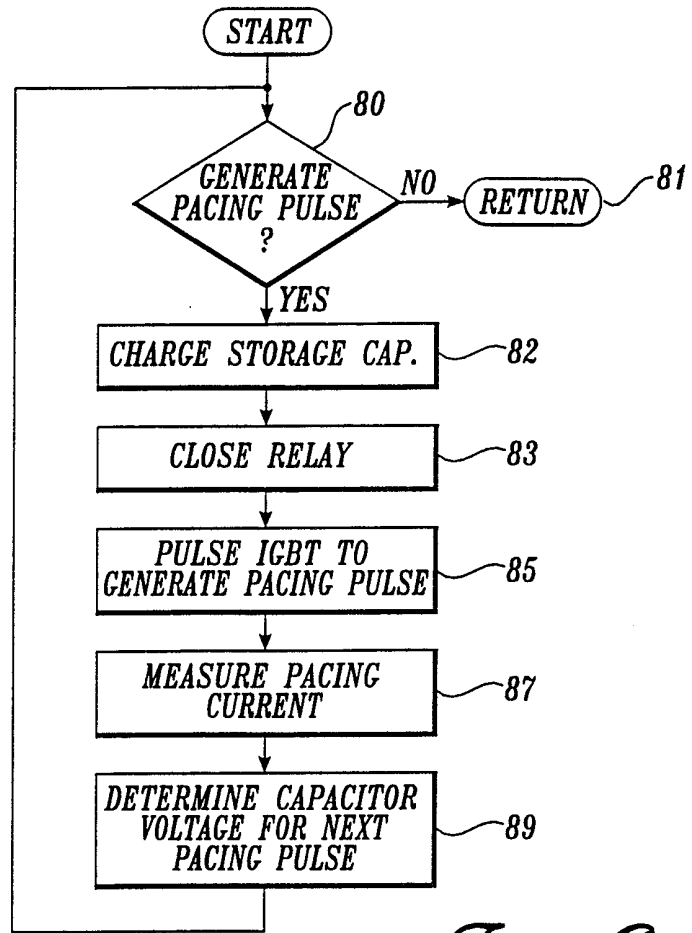 START
80
GENERATE
PACING PULSE
?
NO
RETURN
81
YES
CHARGE STORAGE CAP.
82
CLOSE RELAY
83
PULSE IGBT TO
GENERATE PACING PULSE
85
MEASURE PACING
CURRENT
87
DETERMINE CAPACITOR
VOLTAGE FOR NEXT
PACING PULSE
89